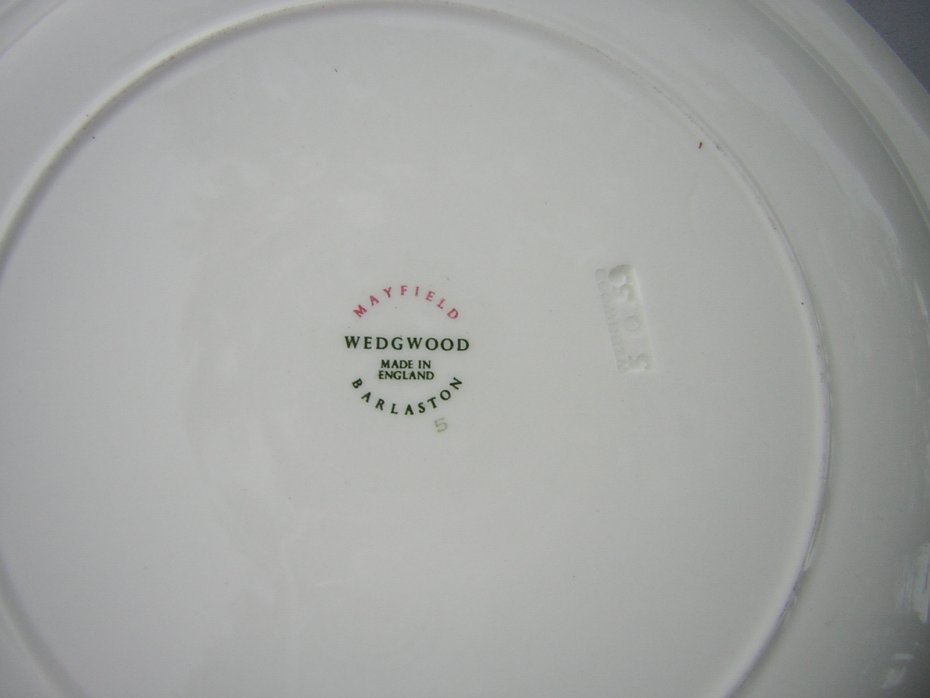 MAYFIELD
WEDGWOOD
MADE IN
ENGLAND
BARLASTON
5